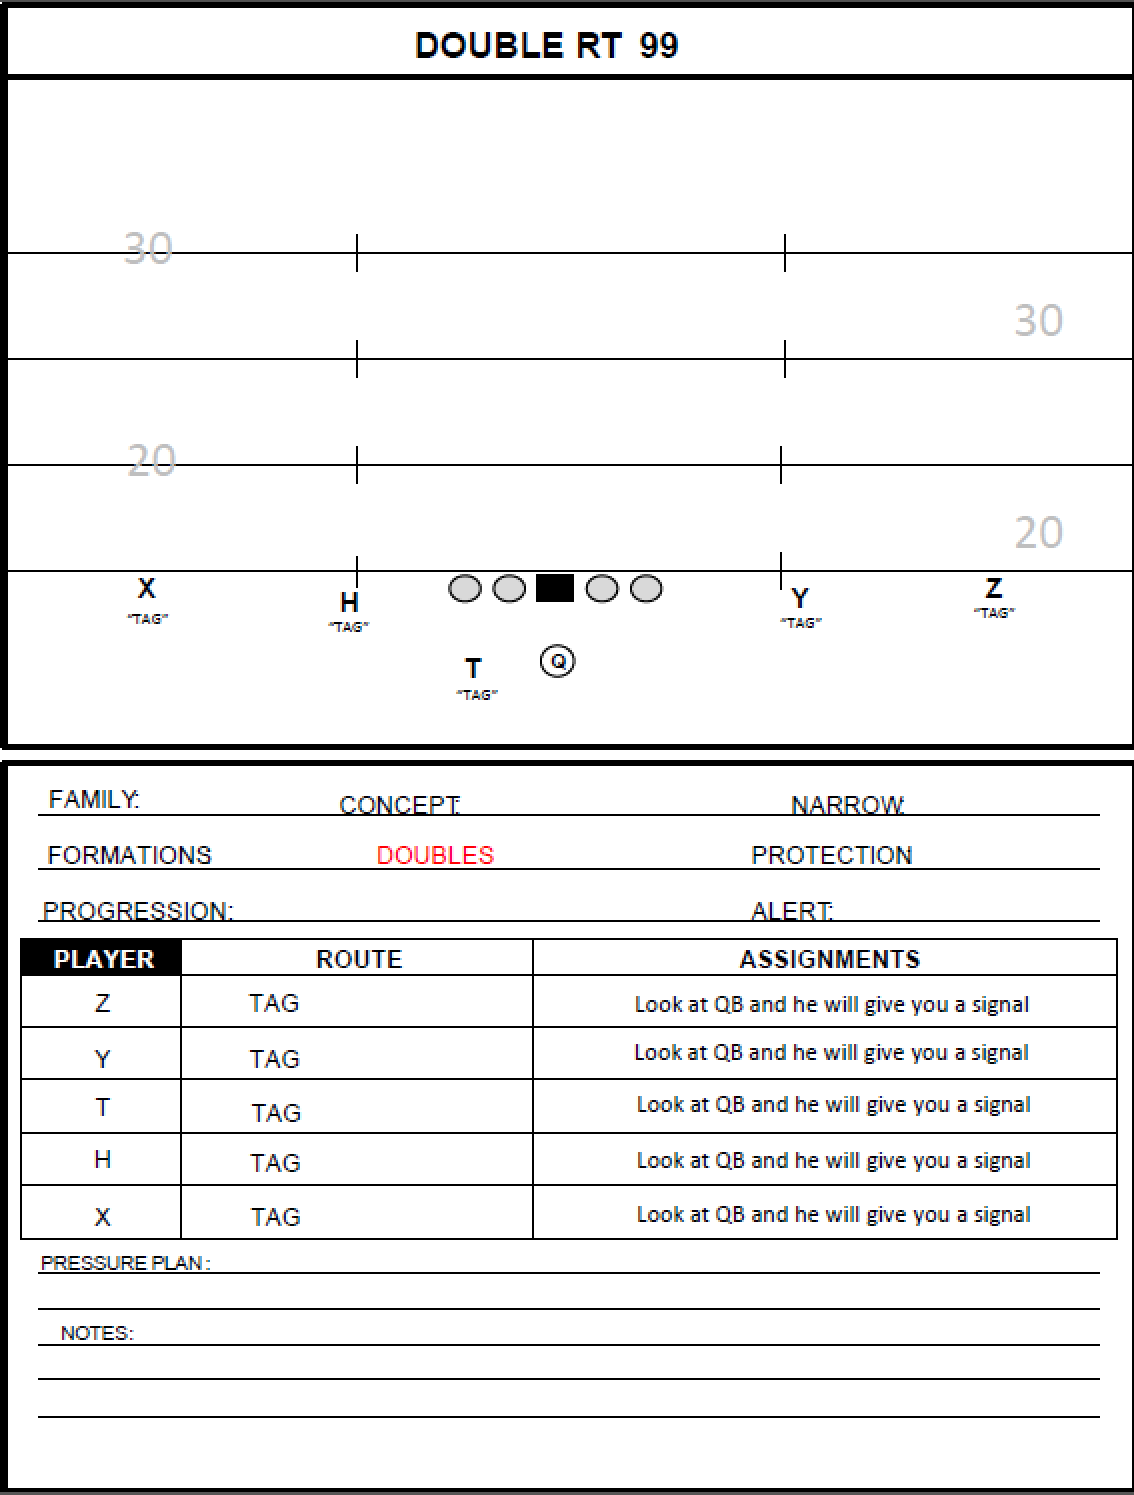 DOUBLE RT 99
30
30
20
20
X H Y Z
"TAG" "TAG" "TAG" "TAG"
T Q
"TAG"
FAMILY: CONCEPT: NARROW:
FORMATIONS DOUBLES PROTECTION
PROGRESSION: ALERT:
PLAYER ROUTE ASSIGNMENTS
Z TAG Look at QB and he will give you a signal
Y TAG Look at QB and he will give you a signal
T TAG Look at QB and he will give you a signal
H TAG Look at QB and he will give you a signal
X TAG Look at QB and he will give you a signal
PRESSURE PLAN:
NOTES: